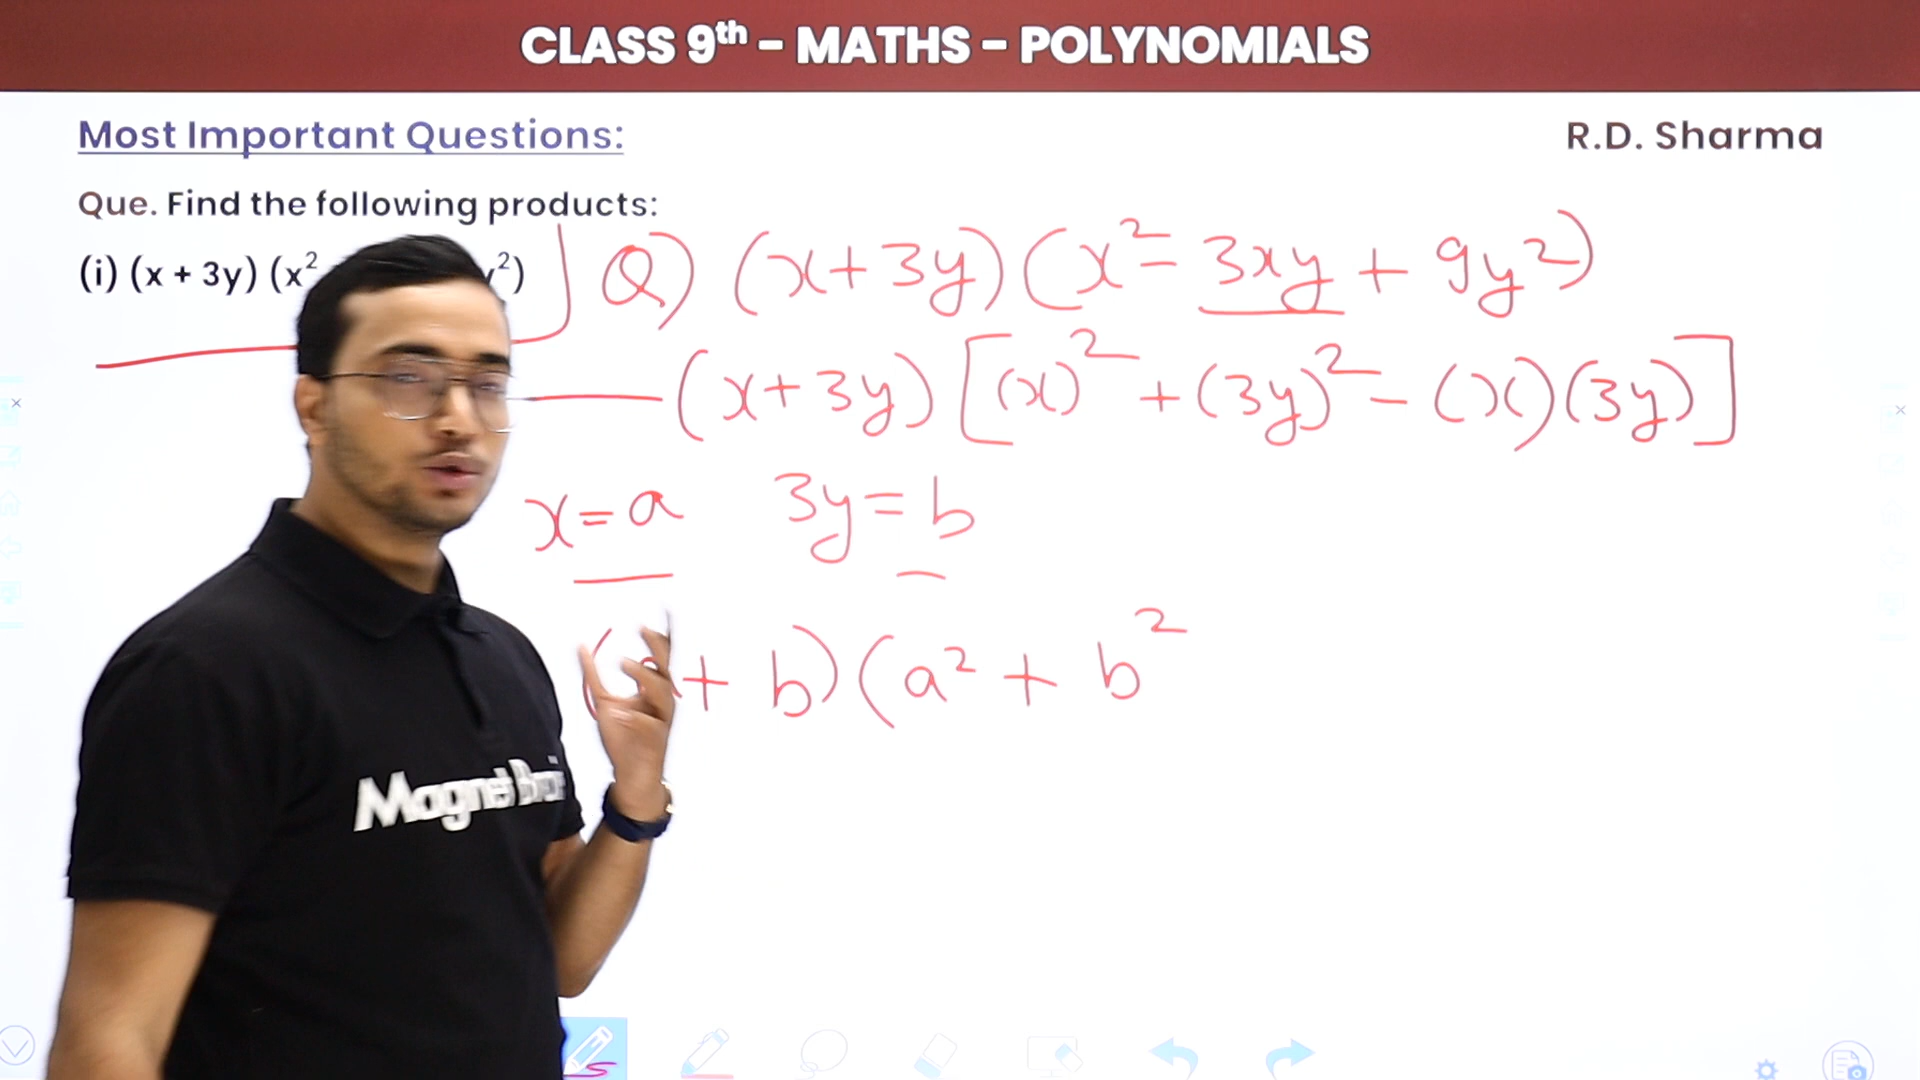 CLASS 9th - MATHS - POLYNOMIALS
Most Important Questions:
R.D. Sharma
Que. Find the following products:
(i) (x + 3y) (x²
²)
Q) (x+3y)(x² - 3xy + 9y²)
(x+3y)[(x)² + (3y)² - (x)(3y)]
x=a 3y=b
+ b)(a² + b²
Magnet Brai